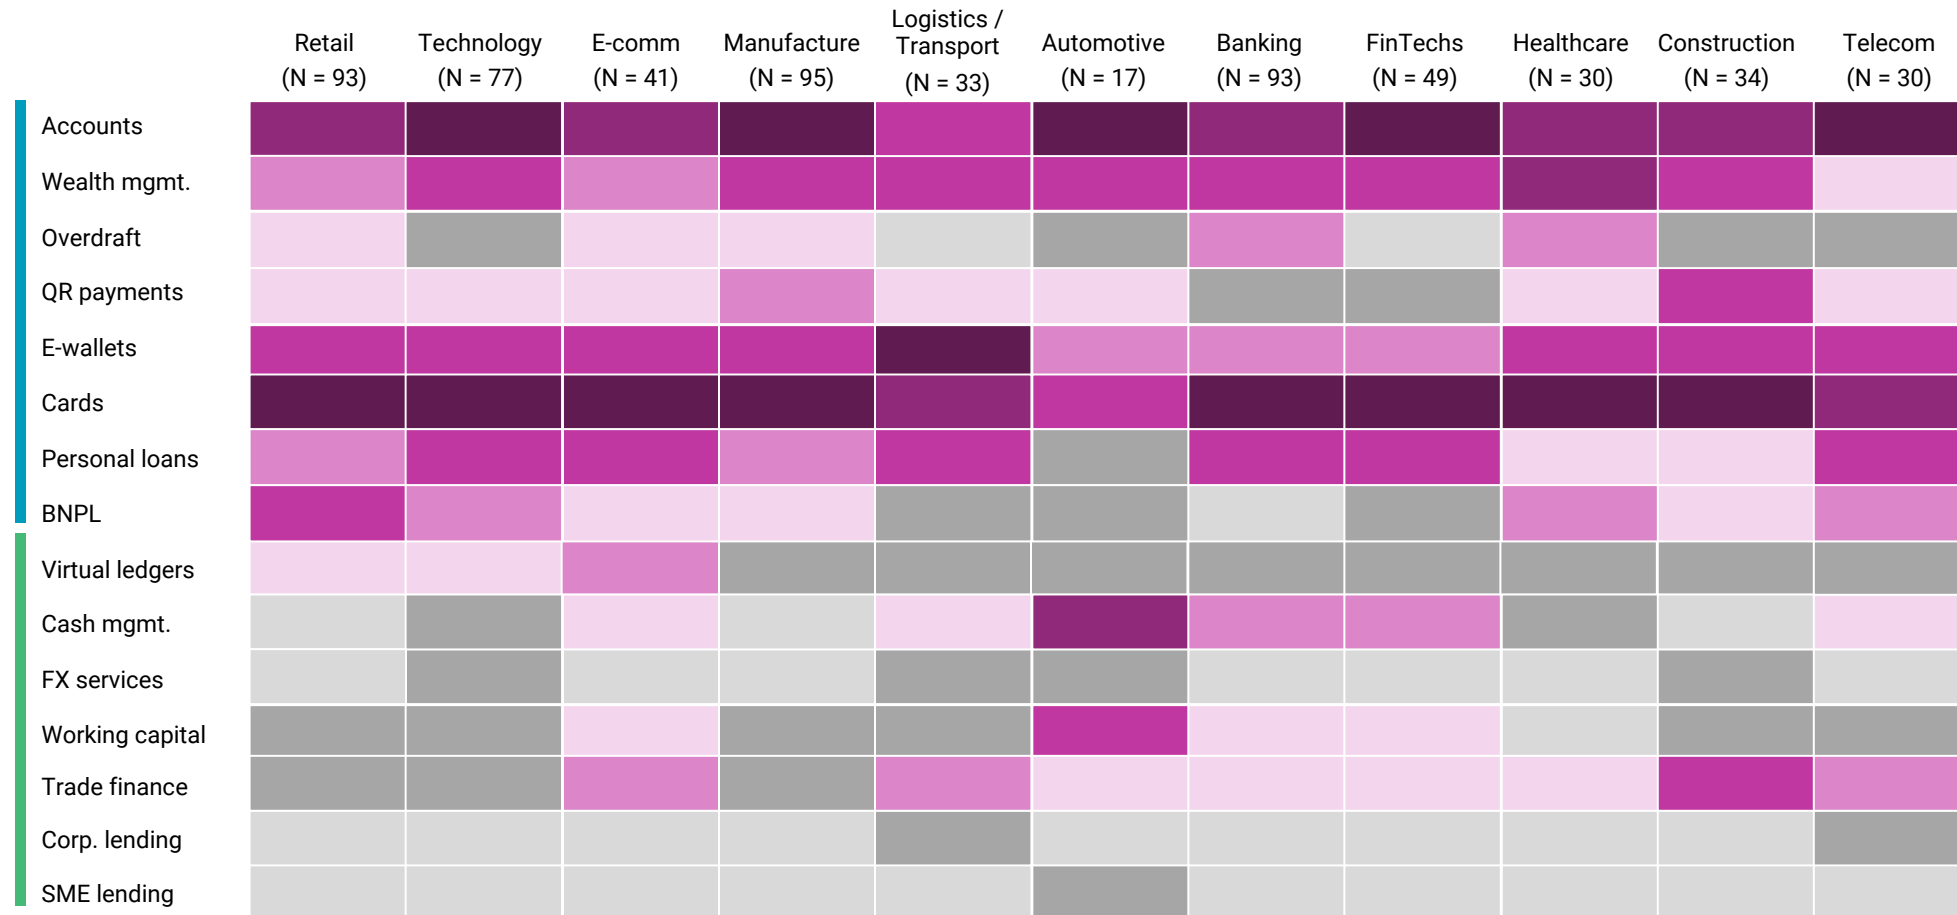 Retail
(N = 93)
Technology
(N = 77)
E-comm
(N = 41)
Manufacture
(N = 95)
Logistics /
Transport
(N = 33)
Automotive
(N = 17)
Banking
(N = 93)
FinTechs
(N = 49)
Healthcare
(N = 30)
Construction
(N = 34)
Telecom
(N = 30)
Accounts
Wealth mgmt.
Overdraft
QR payments
E-wallets
Cards
Personal loans
BNPL
Virtual ledgers
Cash mgmt.
FX services
Working capital
Trade finance
Corp. lending
SME lending